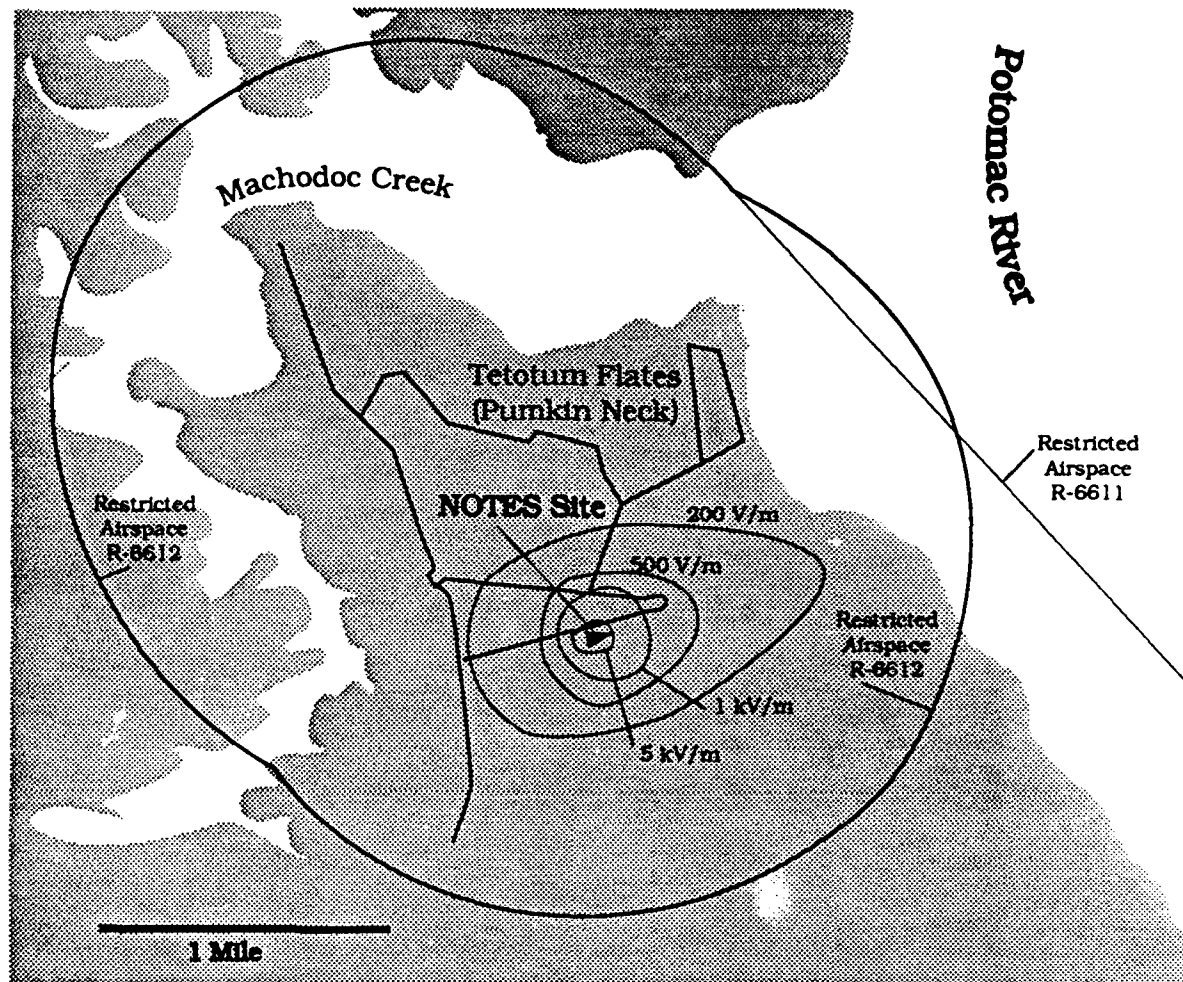 Potomac River
Machodoc Creek
Tetotum Flates
(Pumkin Neck)
Restricted
Airspace
R-6611
NOTES Site
200 V/m
Restricted
Airspace
R-6612
500 V/m
Restricted
Airspace
R-6612
1 kV/m
5 kV/m
1 Mile